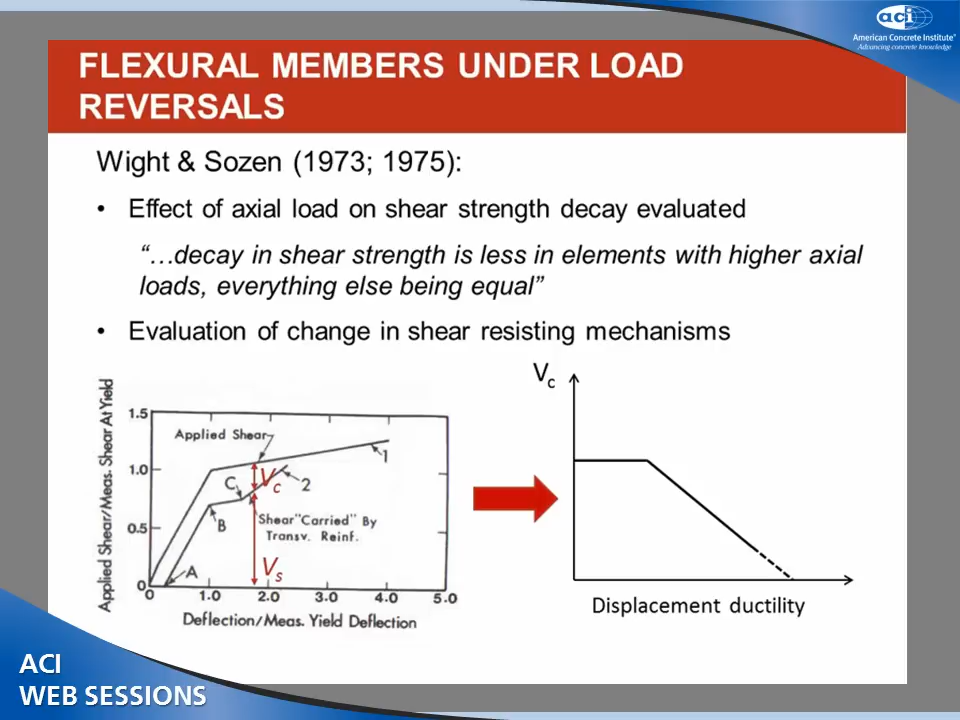 aci
American Concrete Institute®
Advancing concrete knowledge
FLEXURAL MEMBERS UNDER LOAD
REVERSALS
Wight & Sozen (1973; 1975):
• Effect of axial load on shear strength decay evaluated
“…decay in shear strength is less in elements with higher axial
loads, everything else being equal”
• Evaluation of change in shear resisting mechanisms
Applied Shear/Meas. Shear At Yield
1.5
1.0
0.5
0
Applied Shear
1
2
C
B
A
Vc
Shear "Carried" By
Transv. Reinf.
Vs
0
1.0
2.0
3.0
4.0
5.0
Deflection/Meas. Yield Deflection
Vc
Displacement ductility
ACI
WEB SESSIONS